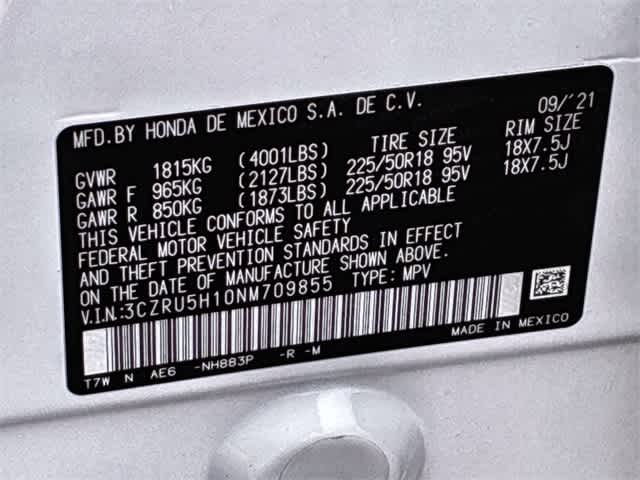 MFD.BY HONDA DE MEXICO S.A. DE C.V. 09/'21
TIRE SIZE RIM SIZE
GVWR 1815KG (4001LBS)
GAWR F 965KG (2127LBS) 225/50R18 95V 18X7.5J
GAWR R 850KG (1873LBS) 225/50R18 95V 18X7.5J
THIS VEHICLE CONFORMS TO ALL APPLICABLE
FEDERAL MOTOR VEHICLE SAFETY
AND THEFT PREVENTION STANDARDS IN EFFECT
ON THE DATE OF MANUFACTURE SHOWN ABOVE.
V.I.N:3CZRU5H10NM709855 TYPE: MPV
MADE IN MEXICO
T7W N AE6 -NH883P -R -M